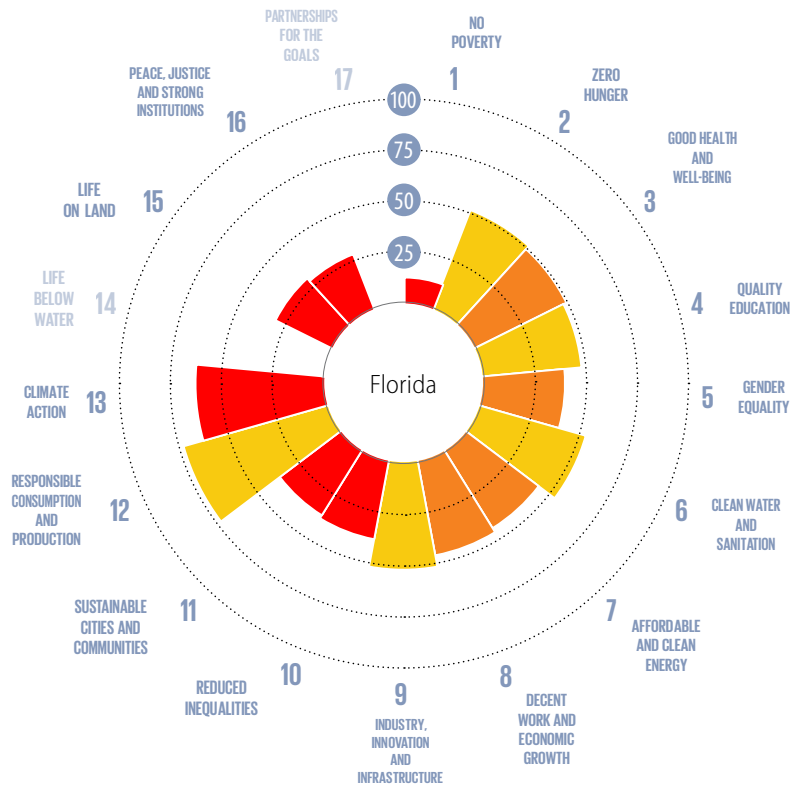 PARTNERSHIPS
FOR THE
GOALS
17
NO
POVERTY
1
ZERO
HUNGER
2
GOOD HEALTH
AND
WELL-BEING
3
QUALITY
EDUCATION
4
GENDER
EQUALITY
5
CLEAN WATER
AND
SANITATION
6
AFFORDABLE
AND CLEAN
ENERGY
7
DECENT
WORK AND
ECONOMIC
GROWTH
8
INDUSTRY,
INNOVATION
AND
INFRASTRUCTURE
9
REDUCED
INEQUALITIES
10
SUSTAINABLE
CITIES AND
COMMUNITIES
11
RESPONSIBLE
CONSUMPTION
AND
PRODUCTION
12
CLIMATE
ACTION
13
LIFE
BELOW
WATER
14
LIFE
ON LAND
15
PEACE, JUSTICE
AND STRONG
INSTITUTIONS
16
100
75
50
25
Florida